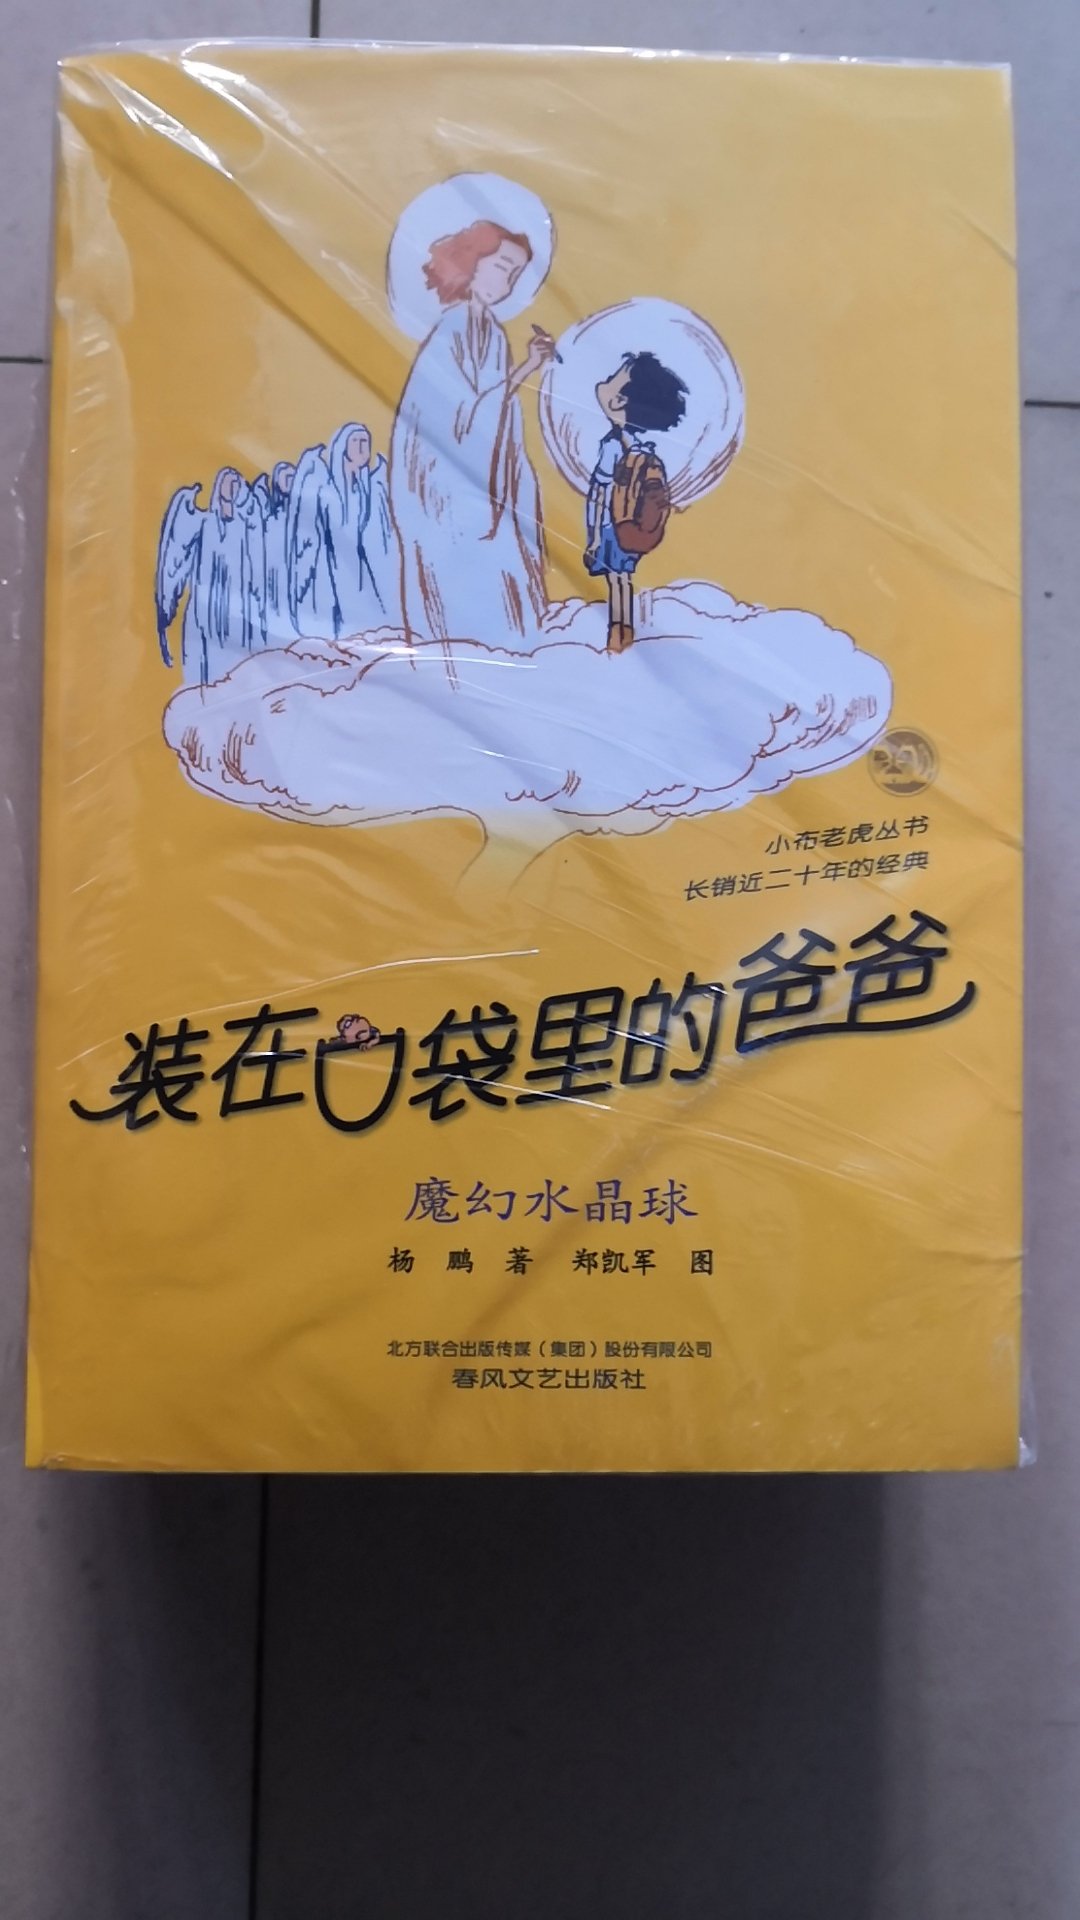 小布老虎丛书
长销近二十年的经典
装在口袋里的爸爸
魔幻水晶球
杨 鹏 著 郑凯军 图
北方联合出版传媒（集团）股份有限公司
春风文艺出版社